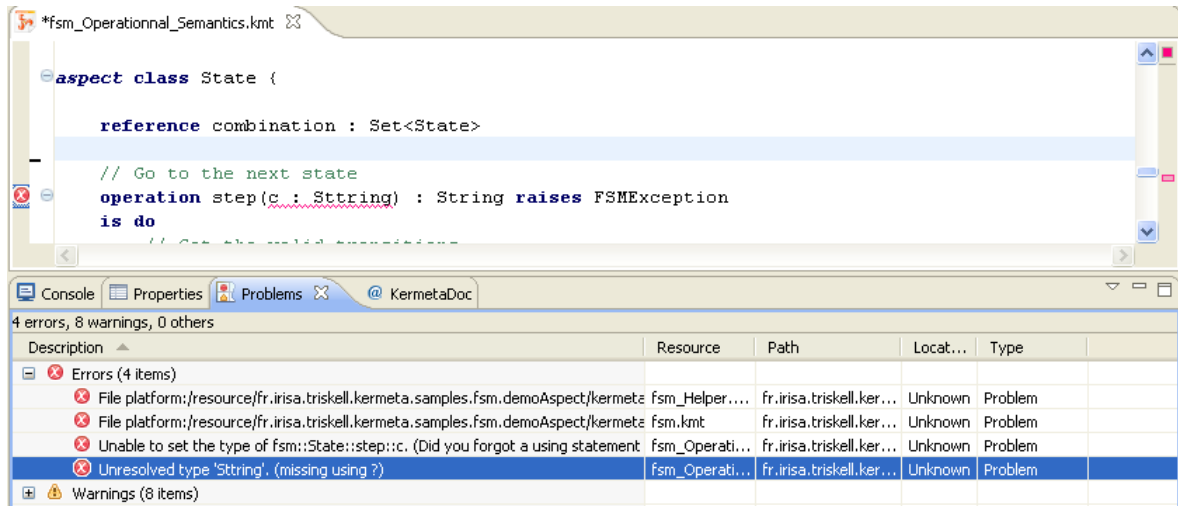 *fsm_Operationnal_Semantics.kmt
aspect class State {
reference combination : Set<State>
// Go to the next state
operation step(c : Sttring) : String raises FSMException
is do
// Get the valid transitions
Console Properties Problems @ KermetaDoc
4 errors, 8 warnings, 0 others
Description Resource Path Locat... Type
Errors (4 items)
File platform:/resource/fr.irisa.triskell.kermeta.samples.fsm.demoAspect/kermeta fsm_Helper.... fr.irisa.triskell.ker... Unknown Problem
File platform:/resource/fr.irisa.triskell.kermeta.samples.fsm.demoAspect/kermeta fsm.kmt fr.irisa.triskell.ker... Unknown Problem
Unable to set the type of fsm::State::step::c. (Did you forgot a using statement fsm_Operati... fr.irisa.triskell.ker... Unknown Problem
Unresolved type 'Sttring'. (missing using ?) fsm_Operati... fr.irisa.triskell.ker... Unknown Problem
Warnings (8 items)